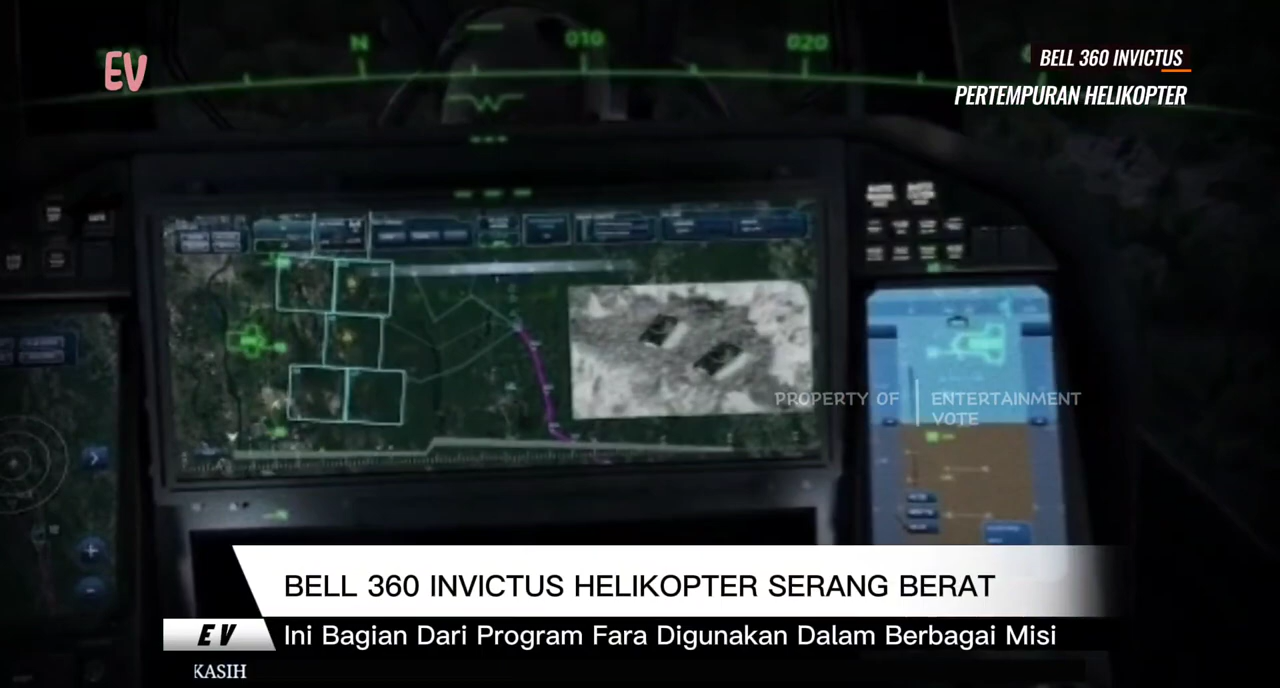 N
010
020
EV
BELL 360 INVICTUS
PERTEMPURAN HELIKOPTER
PROPERTY OF
ENTERTAINMENT
VOTE
BELL 360 INVICTUS HELIKOPTER SERANG BERAT
EV
Ini Bagian Dari Program Fara Digunakan Dalam Berbagai Misi
KASIH